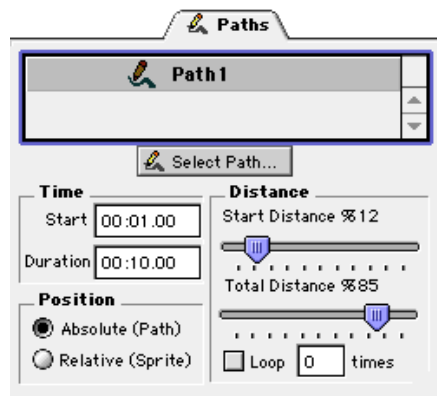 Paths
Path1
Select Path...
Time
Start 00:01.00
Duration 00:10.00
Position
Absolute (Path)
Relative (Sprite)
Distance
Start Distance %12
Total Distance %85
Loop 0 times